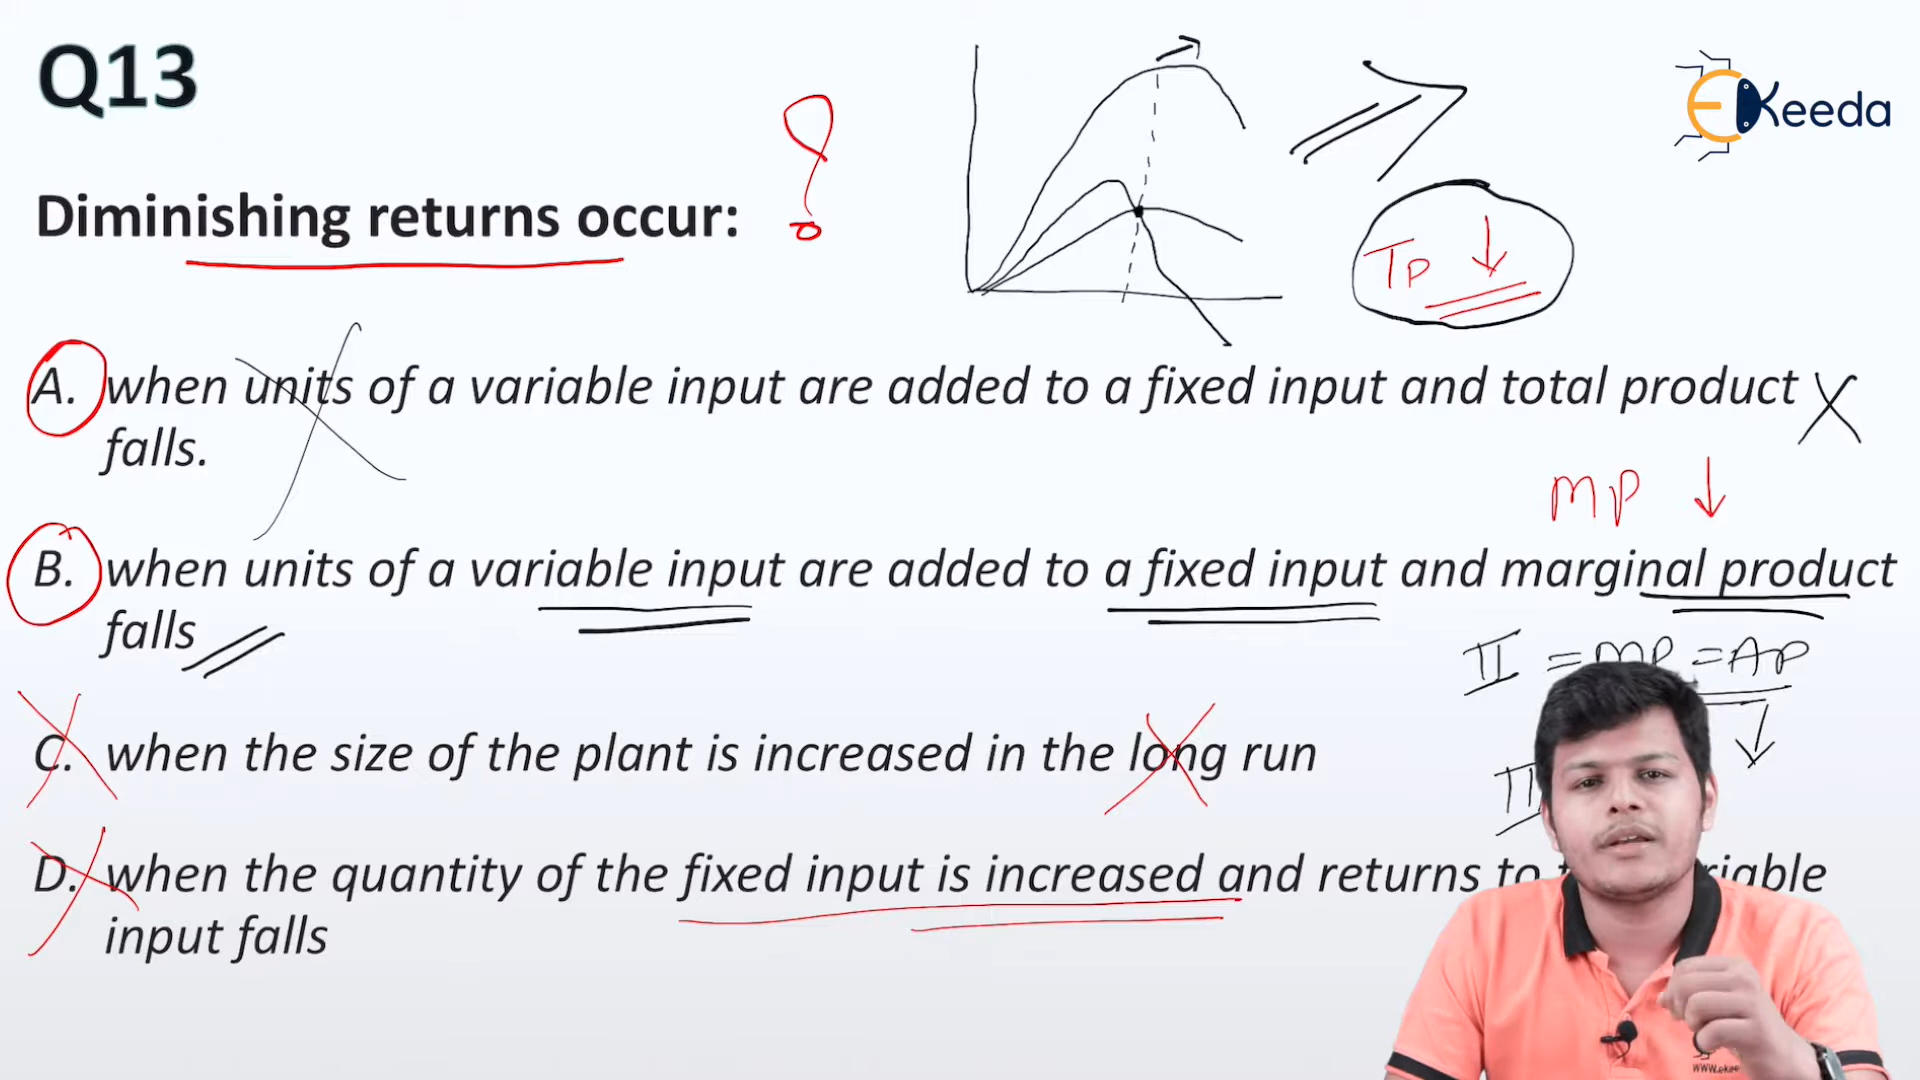 Q13
EKeeda
Diminishing returns occur:
TP ↓
A. when units of a variable input are added to a fixed input and total product
falls.
MP ↓
B. when units of a variable input are added to a fixed input and marginal product
falls
II = MP = AP
C. when the size of the plant is increased in the long run
D. when the quantity of the fixed input is increased and returns to
input falls